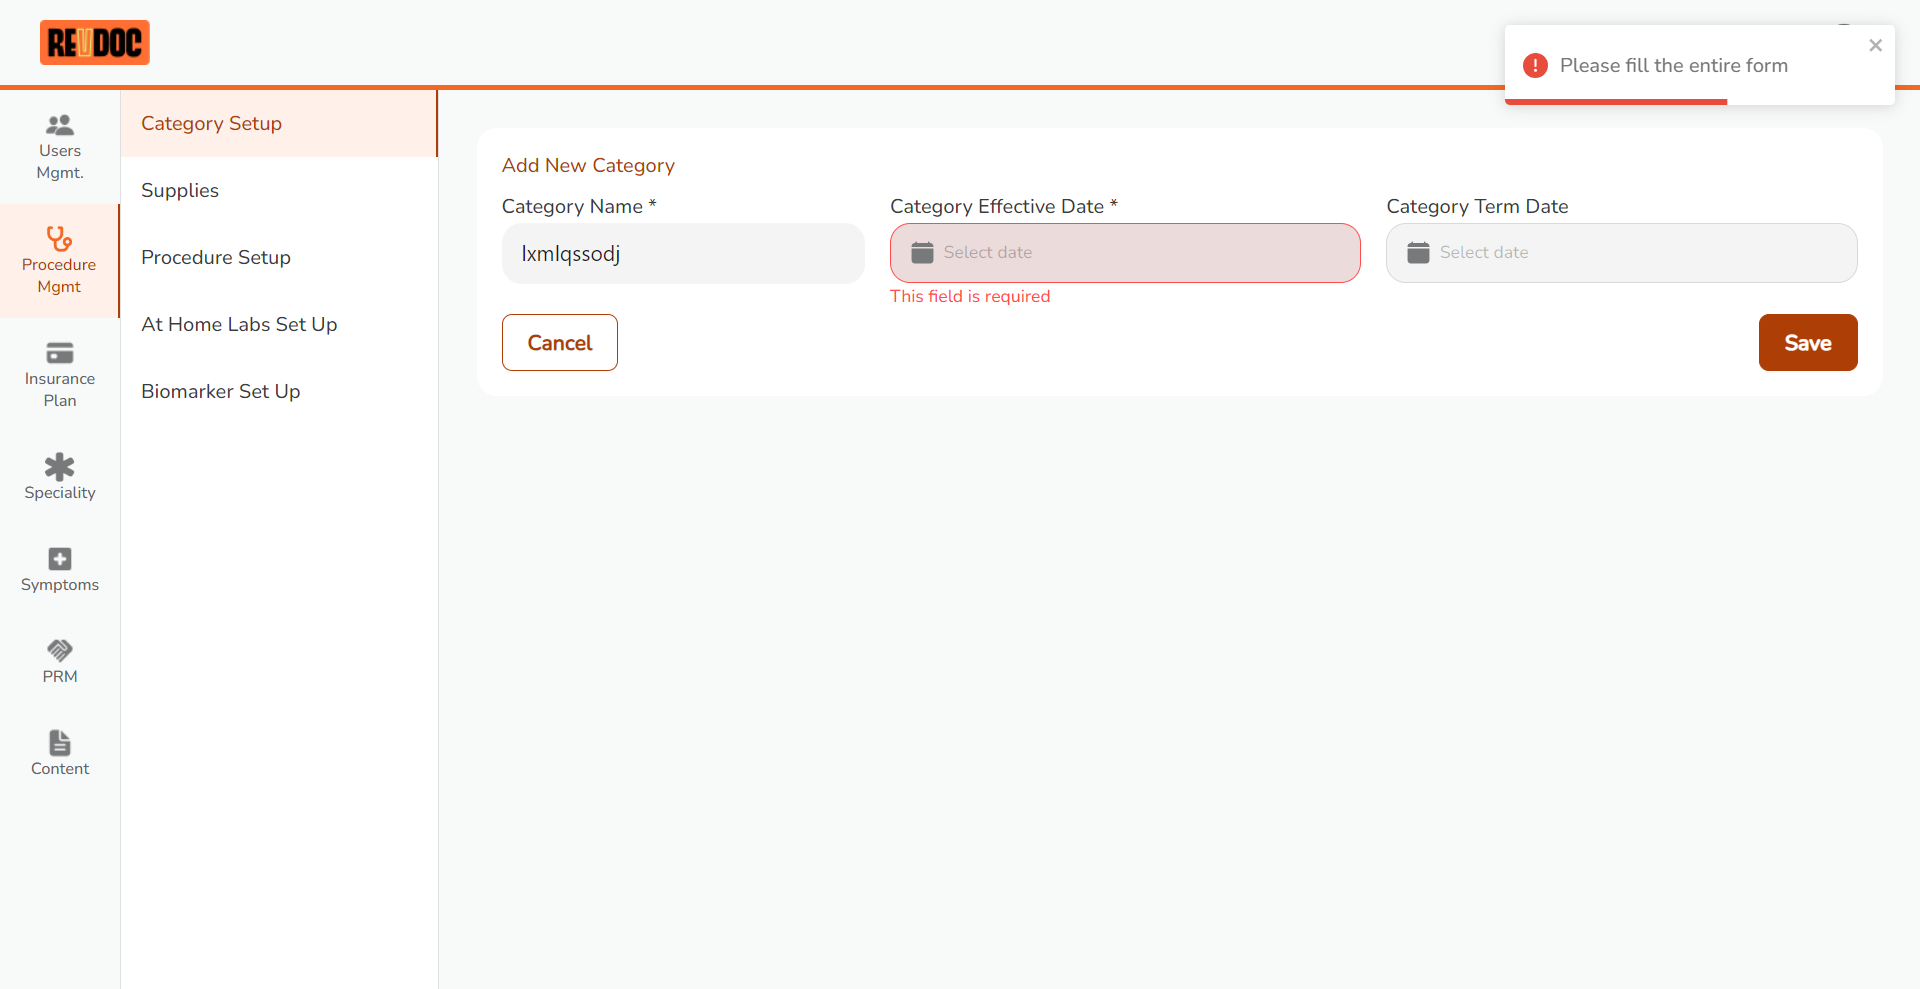 REVDOC
Please fill the entire form
Users
Mgmt.
Procedure
Mgmt
Insurance
Plan
Speciality
Symptoms
PRM
Content
Category Setup
Supplies
Procedure Setup
At Home Labs Set Up
Biomarker Set Up
Add New Category
Category Name *
Category Effective Date *
Category Term Date
lxmlqssodj
Select date
Select date
This field is required
Cancel
Save